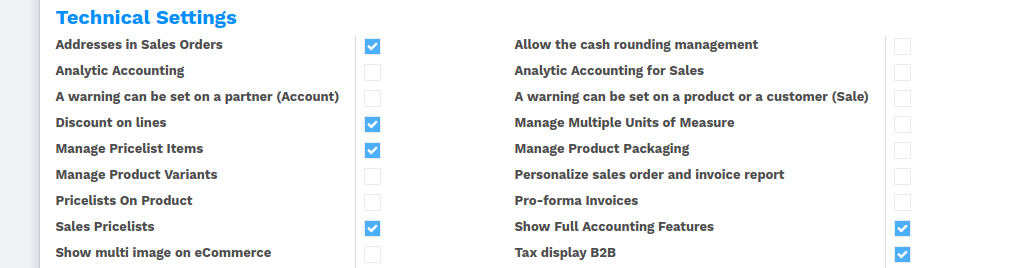 Technical Settings
Addresses in Sales Orders
Allow the cash rounding management
Analytic Accounting
Analytic Accounting for Sales
A warning can be set on a partner (Account)
A warning can be set on a product or a customer (Sale)
Discount on lines
Manage Multiple Units of Measure
Manage Pricelist Items
Manage Product Packaging
Manage Product Variants
Personalize sales order and invoice report
Pricelists On Product
Pro-forma Invoices
Sales Pricelists
Show Full Accounting Features
Show multi image on eCommerce
Tax display B2B